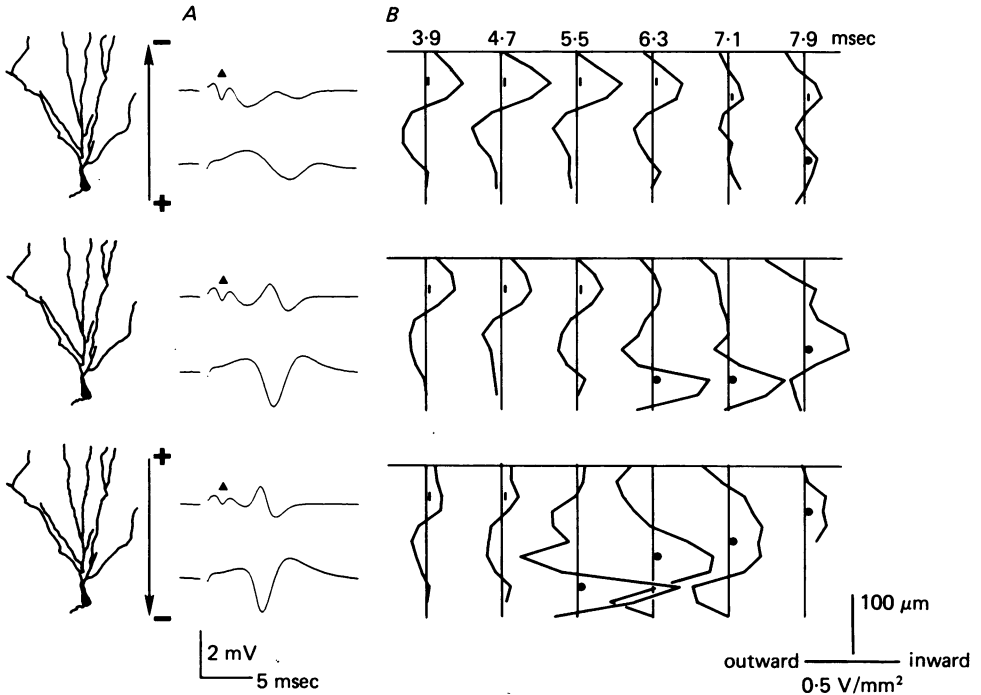 A B
3·9 4·7 5·5 6·3 7·1 7·9 msec
−
+
+
−
2 mV
5 msec
100 μm
outward inward
0·5 V/mm²